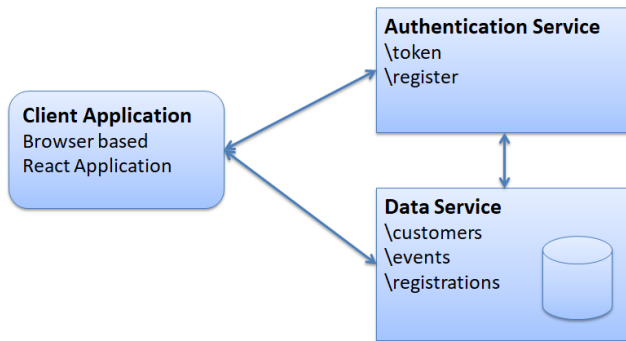 Client Application
Browser based
React Application
Authentication Service
\token
\register
Data Service
\customers
\events
\registrations